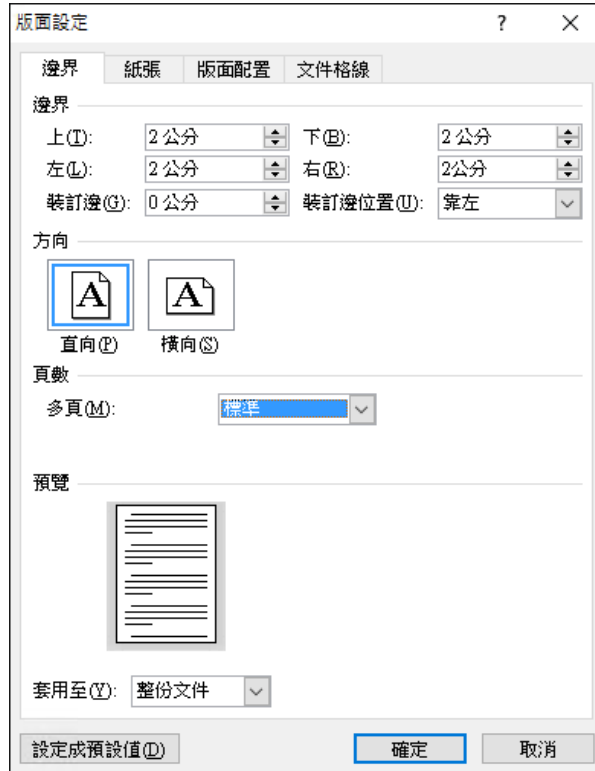 版面設定 ?
邊界 紙張 版面配置 文件格線
邊界
上(T): 2 公分 下(B): 2 公分
左(L): 2 公分 右(R): 2公分
裝訂邊(G): 0 公分 裝訂邊位置(U): 靠左
方向
A A
直向(P) 橫向(S)
頁數
多頁(M): 標準
預覽
套用至(Y): 整份文件
設定成預設值(D) 確定 取消